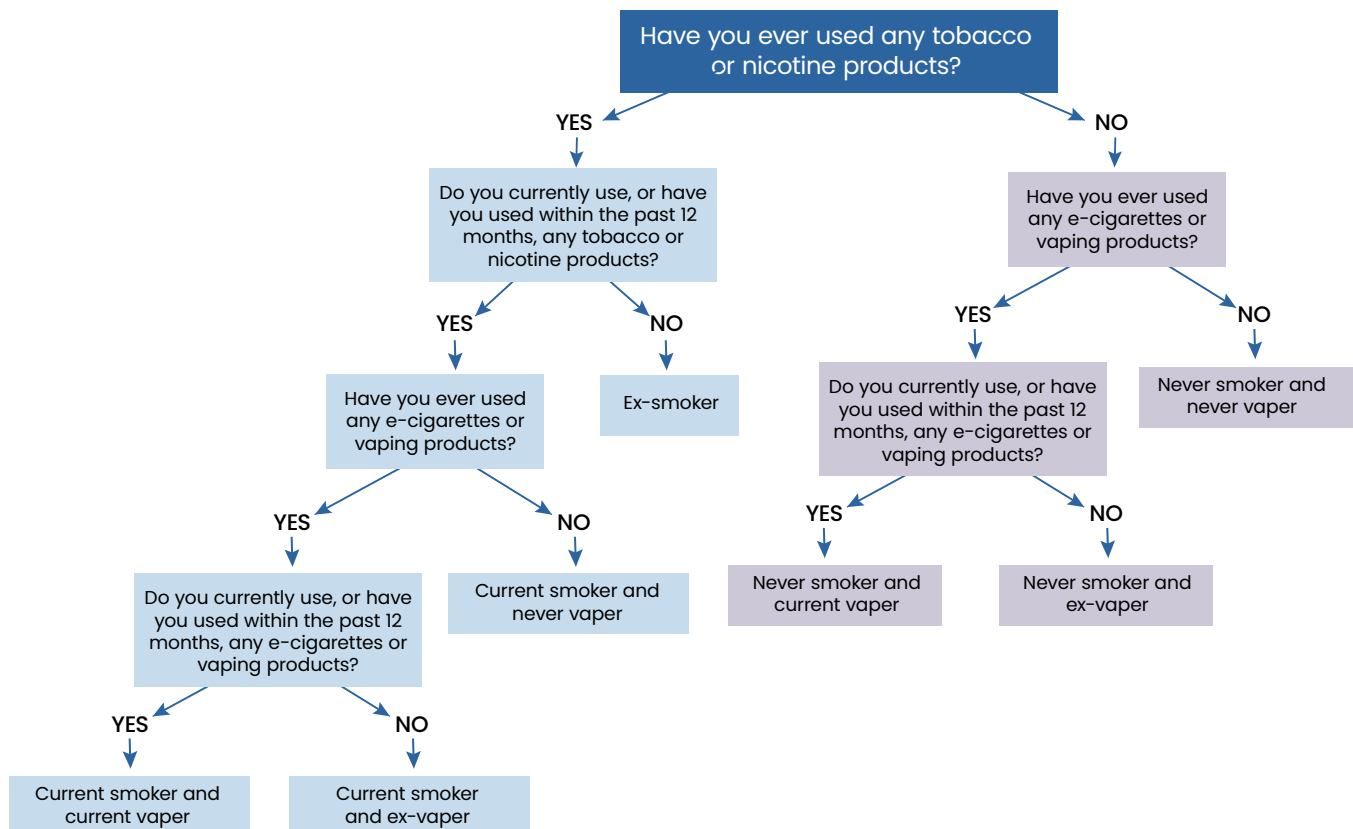 Have you ever used any tobacco
or nicotine products?
YES
NO
Do you currently use, or have
you used within the past 12
months, any tobacco or
nicotine products?
Have you ever used
any e-cigarettes or
vaping products?
YES
NO
YES
NO
Have you ever used
any e-cigarettes or
vaping products?
Ex-smoker
Do you currently use, or have
you used within the past 12
months, any e-cigarettes or
vaping products?
Never smoker and
never vaper
YES
NO
YES
NO
Do you currently use, or have
you used within the past 12
months, any e-cigarettes or
vaping products?
Current smoker and
never vaper
Never smoker and
current vaper
Never smoker and
ex-vaper
YES
NO
Current smoker and
current vaper
Current smoker
and ex-vaper